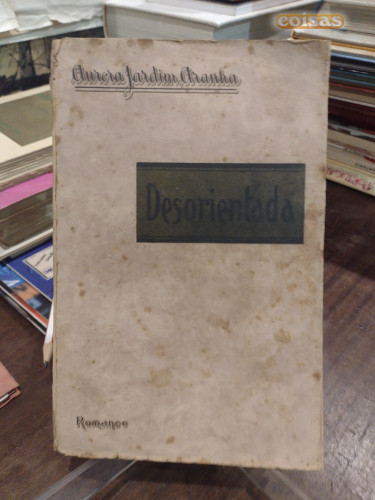 coisas
Aurora Jardim Aranha
Desorientada
Romance